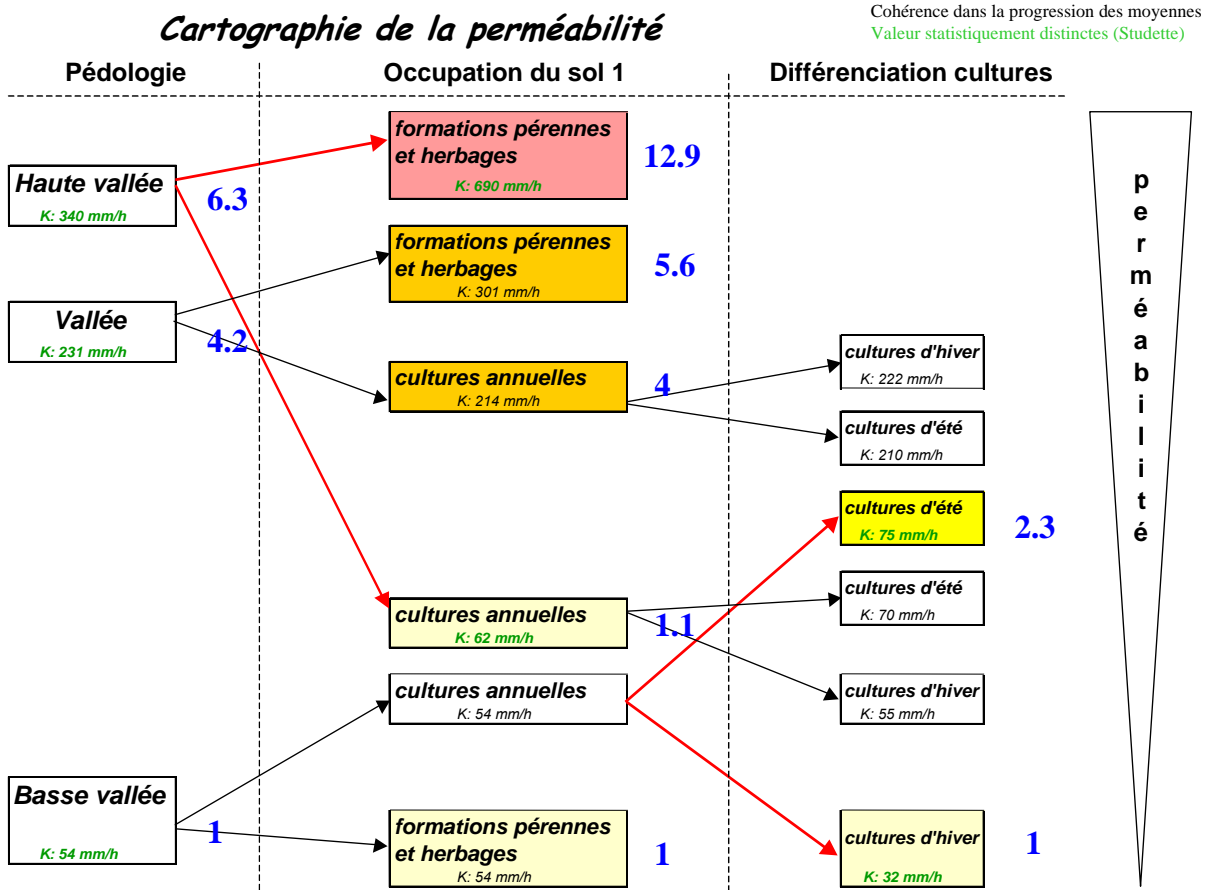 Cartographie de la perméabilité
Cohérence dans la progression des moyennes
Valeur statistiquement distinctes (Studette)
Pédologie
Occupation du sol 1
Différenciation cultures
Haute vallée
K: 340 mm/h
6.3
Vallée
K: 231 mm/h
4.2
Basse vallée
K: 54 mm/h
1
formations pérennes
et herbages
K: 690 mm/h
12.9
formations pérennes
et herbages
K: 301 mm/h
5.6
cultures annuelles
K: 214 mm/h
4
cultures annuelles
K: 62 mm/h
1.1
cultures annuelles
K: 54 mm/h
formations pérennes
et herbages
K: 54 mm/h
1
cultures d'hiver
K: 222 mm/h
cultures d'été
K: 210 mm/h
cultures d'été
K: 75 mm/h
2.3
cultures d'été
K: 70 mm/h
cultures d'hiver
K: 55 mm/h
cultures d'hiver
K: 32 mm/h
1
perméabilité